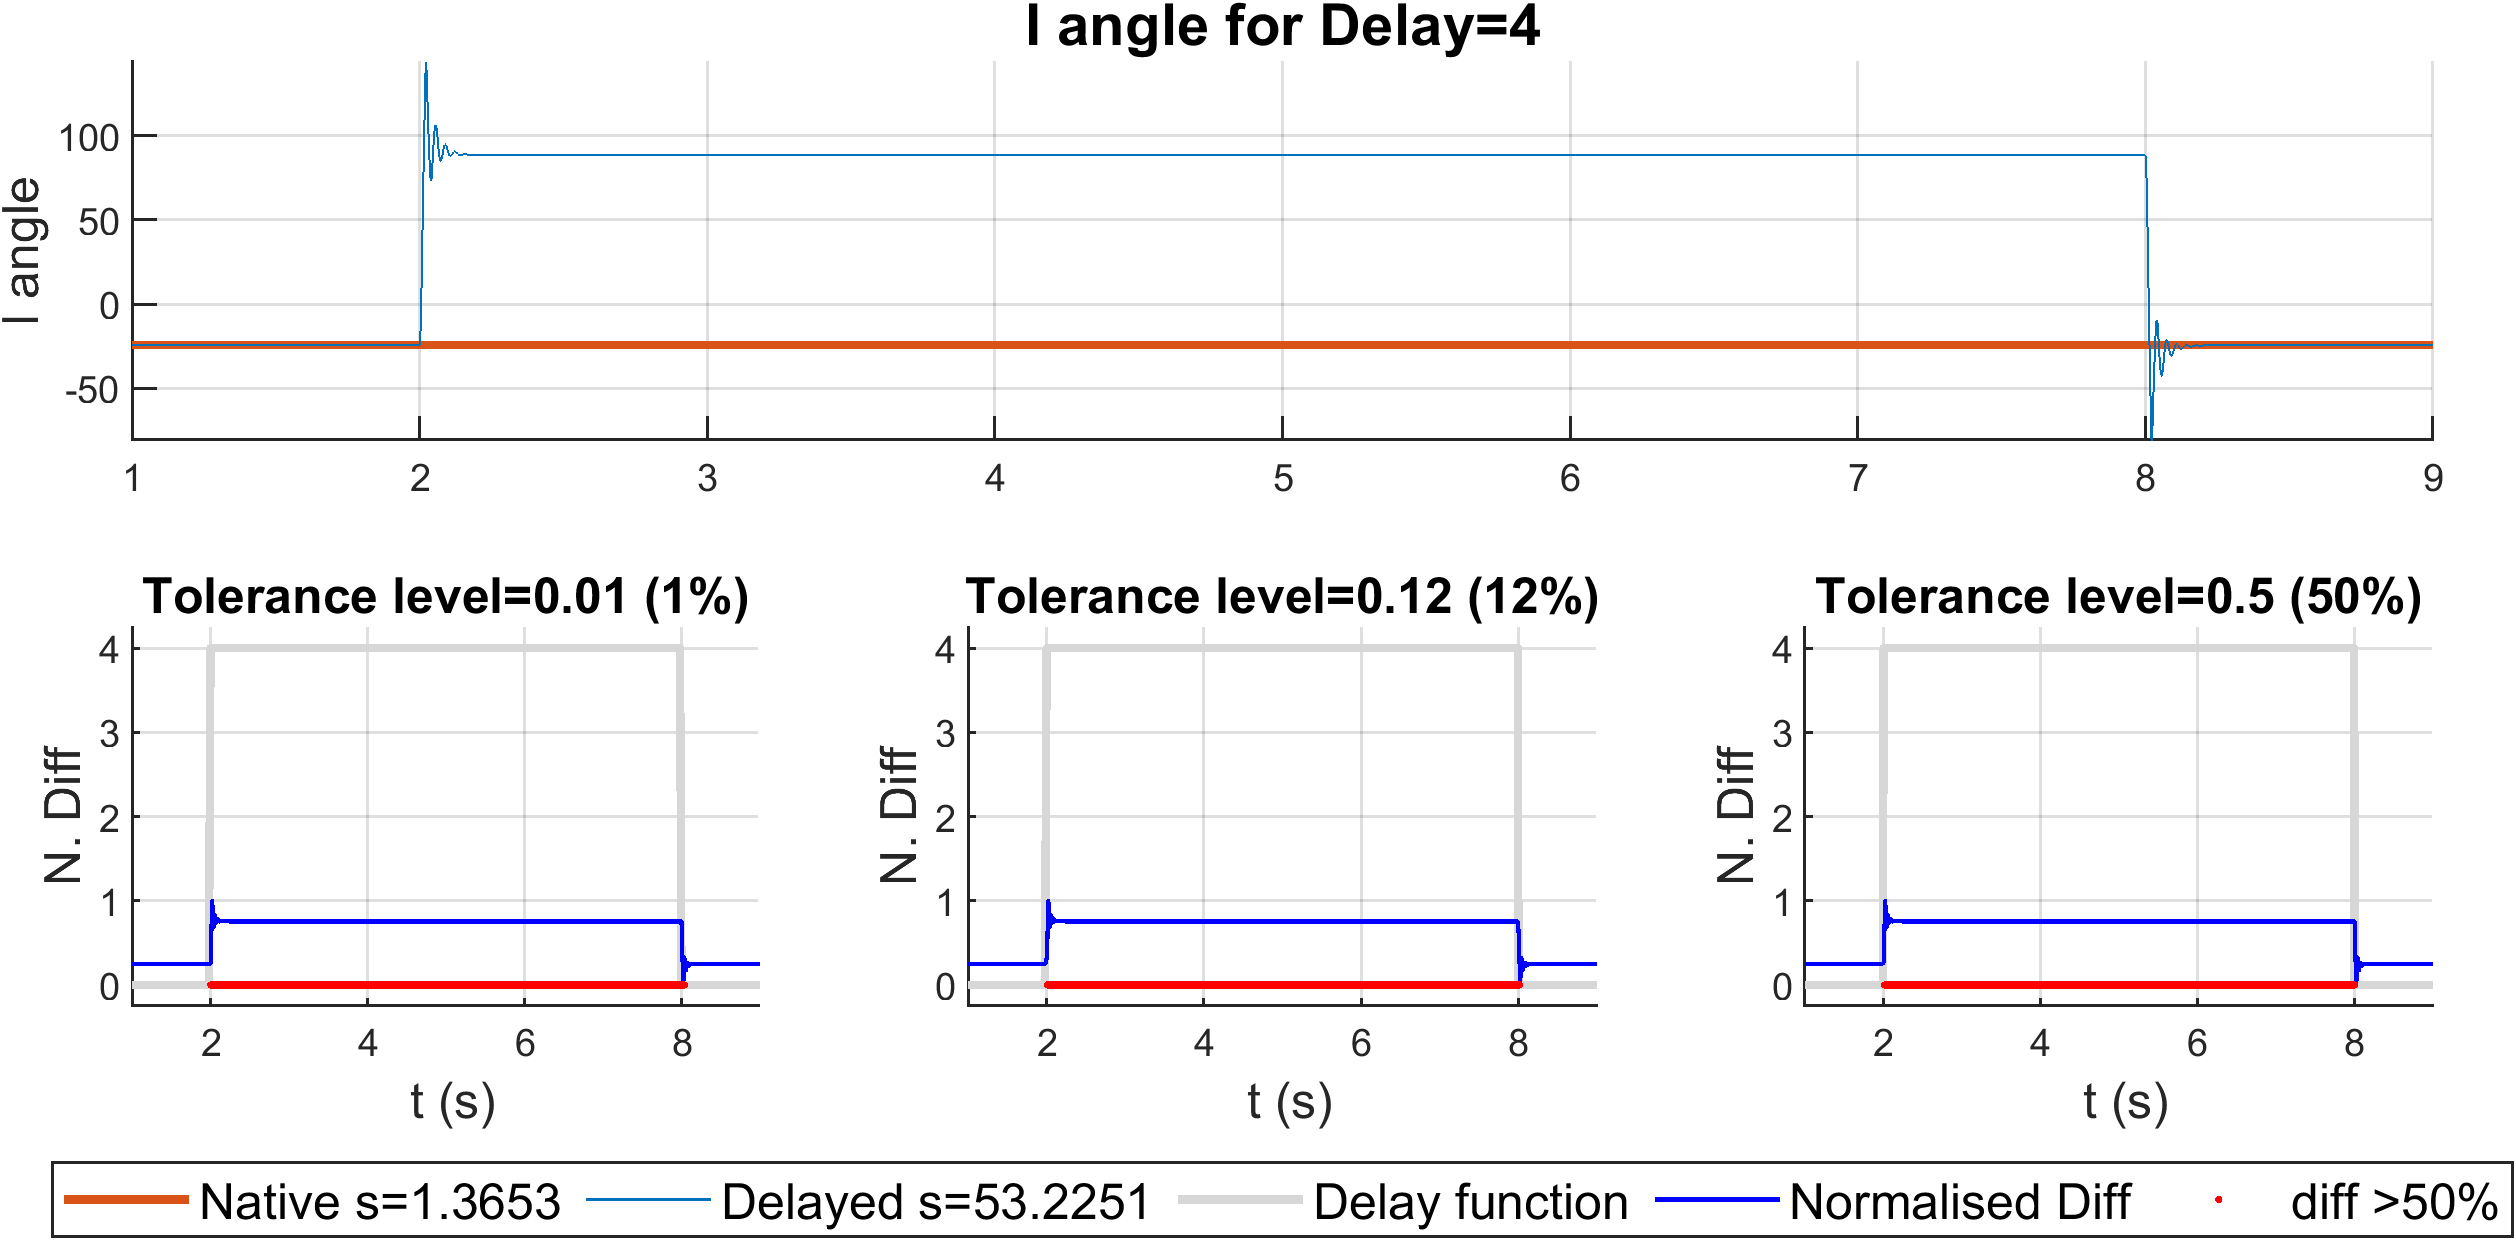 I angle for Delay=4
I angle
100
50
0
-50
1 2 3 4 5 6 7 8 9
Tolerance level=0.01 (1%)
N. Diff
4
3
2
1
0
2 4 6 8
t (s)
Tolerance level=0.12 (12%)
N. Diff
4
3
2
1
0
2 4 6 8
t (s)
Tolerance level=0.5 (50%)
N. Diff
4
3
2
1
0
2 4 6 8
t (s)
Native s=1.3653 Delayed s=53.2251 Delay function Normalised Diff diff >50%